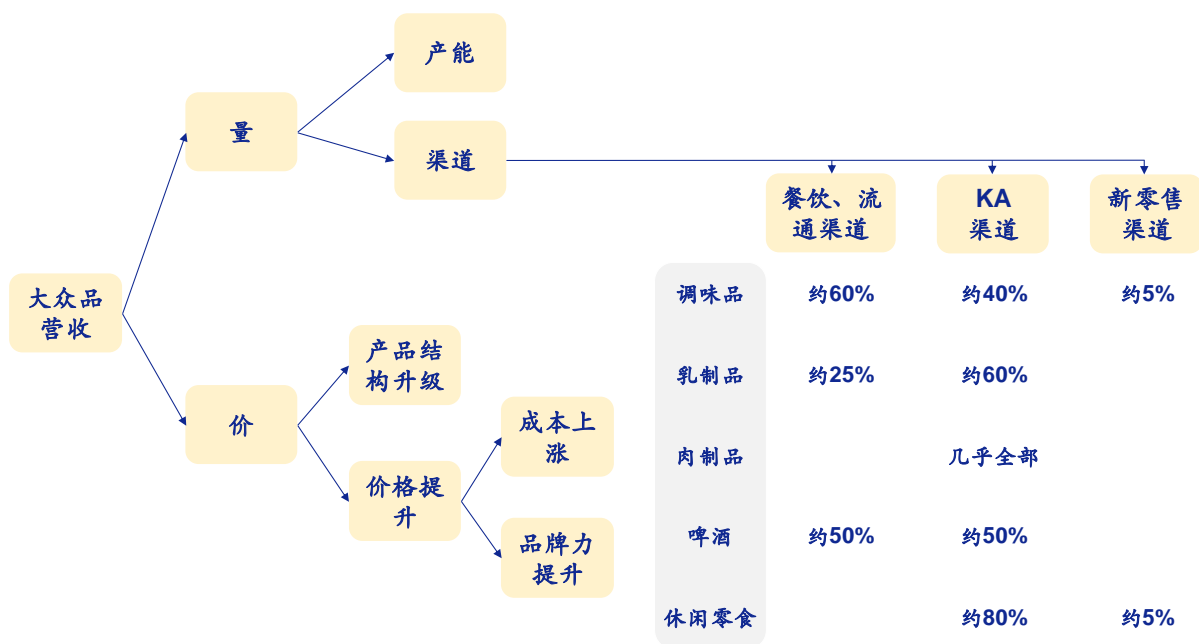 产能
量
渠道
餐饮、流
通渠道
KA
渠道
新零售
渠道
大众品
营收
调味品
约60%
约40%
约5%
产品结
构升级
乳制品
约25%
约60%
价
成本上
涨
肉制品
几乎全部
价格提
升
品牌力
提升
啤酒
约50%
约50%
休闲零食
约80%
约5%